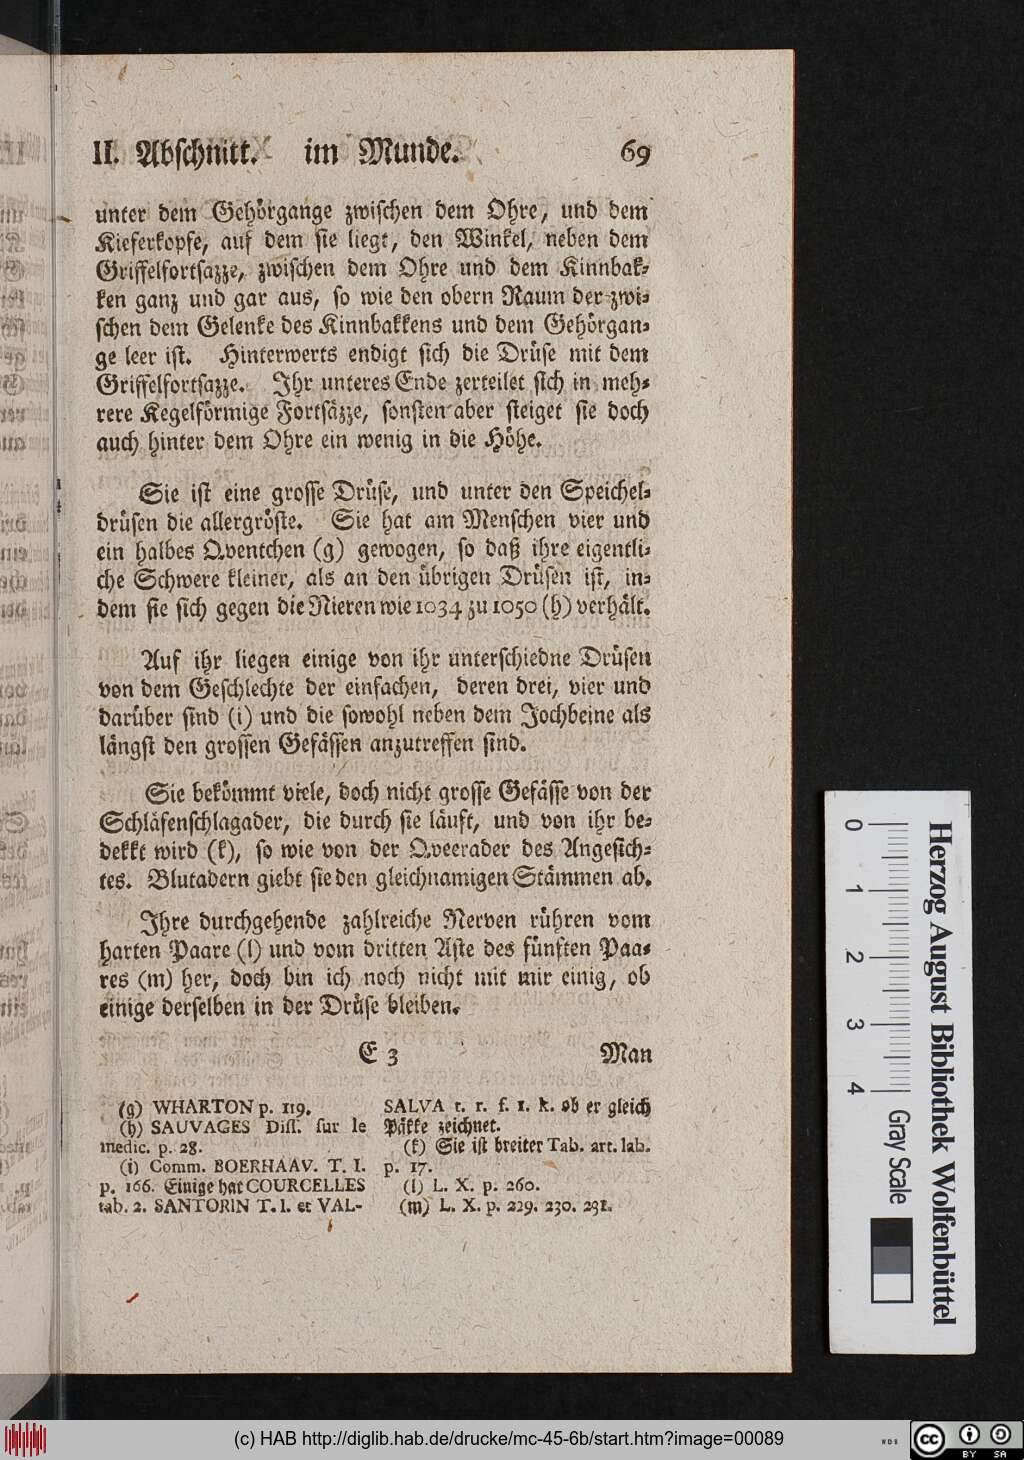 II. Abschnitt. im Munde. 69
unter dem Gehörgange zwischen dem Ohre, und dem
Kieferkopfe, auf dem sie liegt, den Winkel, neben dem
Griffelfortsazze, zwischen dem Ohre und dem Kinnbak-
ken ganz und gar aus, so wie den obern Raum der zwi-
schen dem Gelenke des Kinnbakkens und dem Gehörgan-
ge leer ist. Hinterwerts endigt sich die Drüse mit dem
Griffelfortsazze. Ihr unteres Ende zerteilet sich in meh-
rere Kegelförmige Fortsäzze, sonsten aber steiget sie doch
auch hinter dem Ohre ein wenig in die Höhe.
Sie ist eine grosse Drüse, und unter den Speichel-
drüsen die allergröste. Sie hat am Menschen vier und
ein halbes Qventchen (g) gewogen, so daß ihre eigentli-
che Schwere kleiner, als an den übrigen Drüsen ist, in-
dem sie sich gegen die Nieren wie 1034 zu 1050 (h) verhält.
Auf ihr liegen einige von ihr unterschiedne Drüsen
von dem Geschlechte der einfachen, deren drei, vier und
darüber sind (i) und die sowohl neben dem Jochbeine als
längst den grossen Gefässen anzutreffen sind.
Sie bekömmt viele, doch nicht grosse Gefässe von der
Schläfenschlagader, die durch sie läuft, und von ihr be-
dekkt wird (k), so wie von der Qveerader des Angesich-
tes. Blutadern giebt sie den gleichnamigen Stämmen ab.
Ihre durchgehende zahlreiche Nerven rühren vom
harten Paare (l) und vom dritten Aste des fünften Paa-
res (m) her, doch bin ich noch nicht mit mir einig, ob
einige derselben in der Drüse bleiben.
E 3 Man
(g) WHARTON p. 119.
(h) SAUVAGES Diss. sur le
medic. p. 28.
(i) Comm. BOERHAAV. T. I.
p. 166. Einige hat COURCELLES
tab. 2. SANTORIN T. I. et VAL-
SALVA t. r. f. 1. k. ob er gleich
Päkke zeichnet.
(k) Sie ist breiter Tab. art. lab.
p. 17.
(l) L. X. p. 260.
(m) L. X. p. 229. 230. 231.
Herzog August Bibliothek Wolfenbüttel
0 1 2 3 4 Gray Scale
(c) HAB http://diglib.hab.de/drucke/mc-45-6b/start.htm?image=00089
cc BY SA